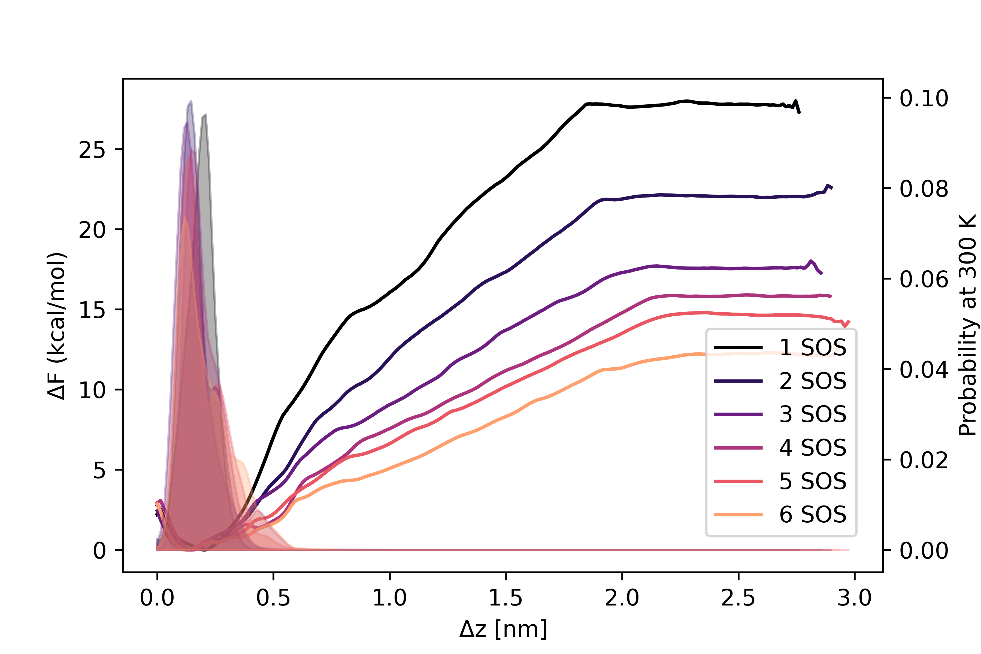 ΔF (kcal/mol)
25
20
15
10
5
0
0.0 0.5 1.0 1.5 2.0 2.5 3.0
Δz [nm]
0.10
0.08
0.06
0.04
0.02
0.00
Probability at 300 K
1 SOS
2 SOS
3 SOS
4 SOS
5 SOS
6 SOS